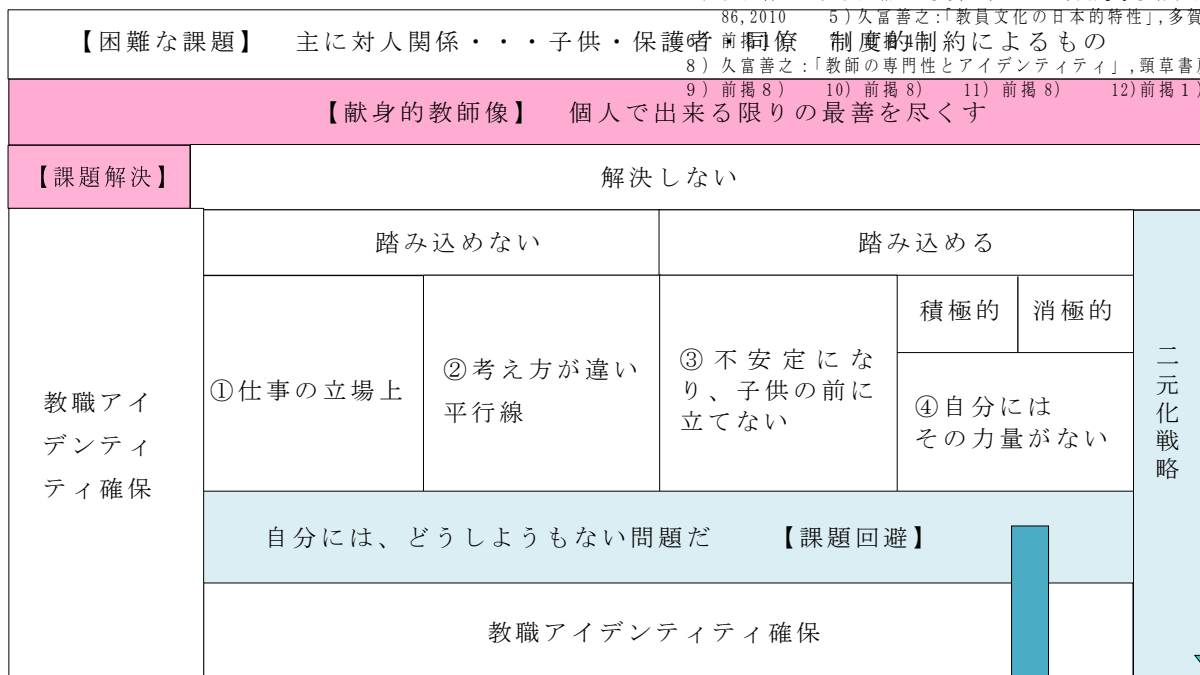 86,2010 5)久富善之:「教員文化の日本的特性」,多賀
【困難な課題】 主に対人関係・・・子供・保護者・同僚 制度的制約によるもの
8) 久富善之:「教師の専門性とアイデンティティ」,頸草書房
9) 前掲8) 10) 前掲8) 11) 前掲8) 12)前掲1)
【献身的教師像】 個人で出来る限りの最善を尽くす
【課題解決】 解決しない
踏み込めない 踏み込める
積極的 消極的
①仕事の立場上
②考え方が違い
平行線
③不安定にな
り、子供の前に
立てない
④自分には
その力量がない
二元化戦略
教職アイ
デンティ
ティ確保
自分には、どうしようもない問題だ 【課題回避】
教職アイデンティティ確保